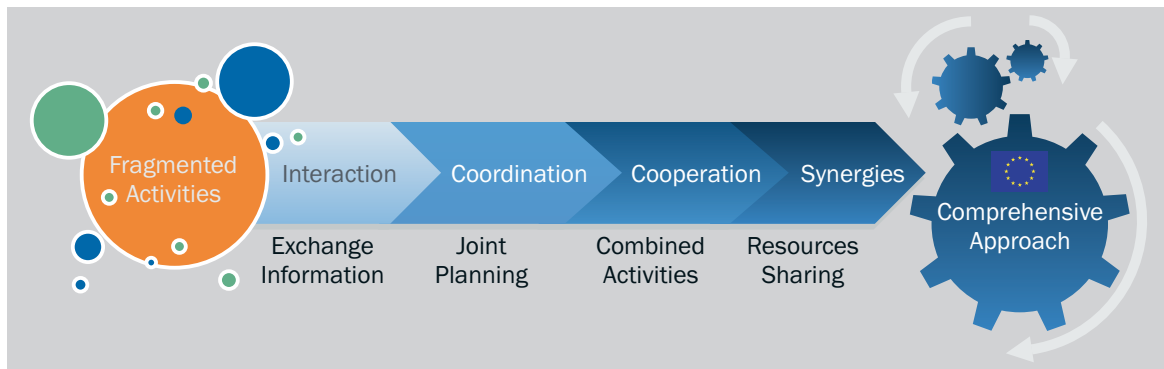 Fragmented
Activities
Interaction
Coordination
Cooperation
Synergies
Comprehensive
Approach
Exchange
Information
Joint
Planning
Combined
Activities
Resources
Sharing